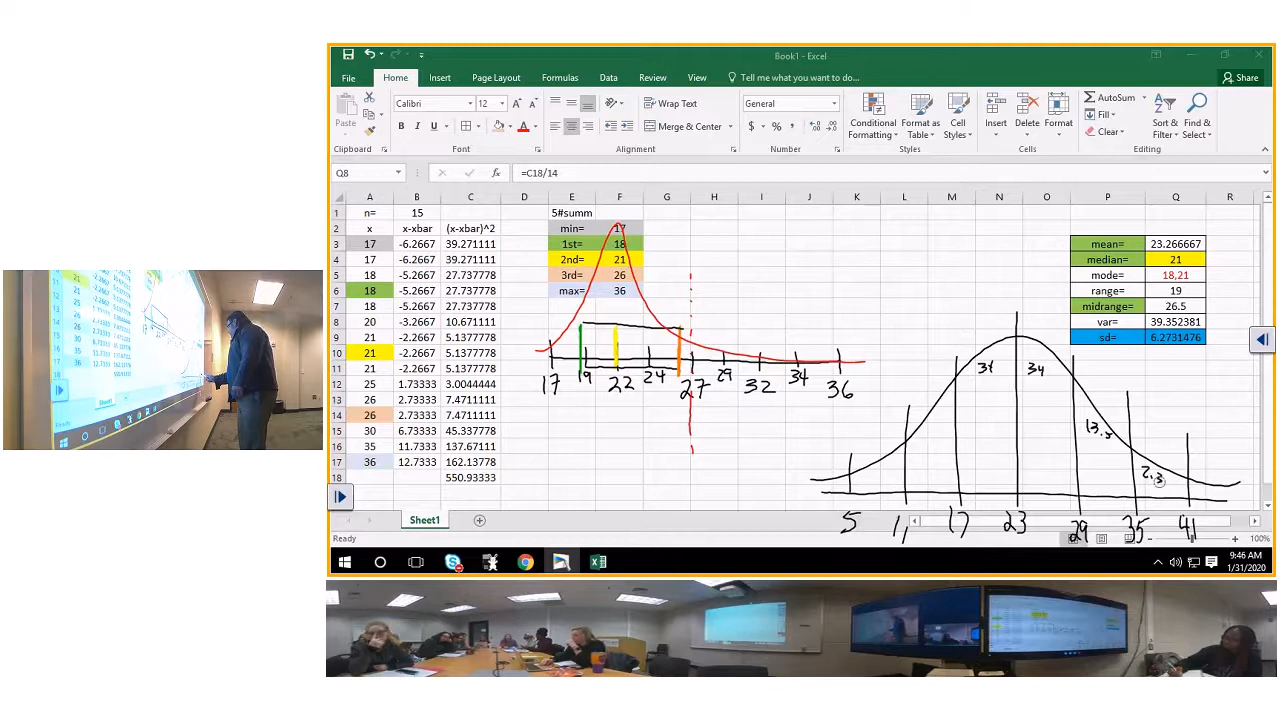 Book1 - Excel
File Home Insert Page Layout Formulas Data Review View Tell me what you want to do... Share
Paste Calibri 12 Wrap Text General Conditional Formatting Format as Table Cell Styles Insert Delete Format AutoSum Fill Clear Sort & Filter Find & Select
B I U A Merge & Center $ % ,
Clipboard Font Alignment Number Styles Cells Editing
Q8 fx =C18/14
A B C D E F G H I J K L M N O P Q R
1 n= 15 5#summ
2 x x-xbar (x-xbar)^2 min= 17
3 17 -6.2667 39.271111 1st= 18 mean= 23.266667
4 17 -6.2667 39.271111 2nd= 21 median= 21
5 18 -5.2667 27.737778 3rd= 26 mode= 18,21
6 18 -5.2667 27.737778 max= 36 range= 19
7 18 -5.2667 27.737778 midrange= 26.5
8 20 -3.2667 10.671111 var= 39.352381
9 21 -2.2667 5.1377778 sd= 6.2731476
10 21 -2.2667 5.1377778
11 21 -2.2667 5.1377778
12 25 1.7333 3.0044444
13 26 2.7333 7.4711111
14 26 2.7333 7.4711111
15 30 6.7333 45.337778
16 35 11.7333 137.67111
17 36 12.7333 162.13778
18 550.93333
17 19 22 24 27 29 32 34 36
34 34 13.5 2.3
5 11 17 23 29 35 41
Sheet1
Ready 100%
9:46 AM
1/31/2020